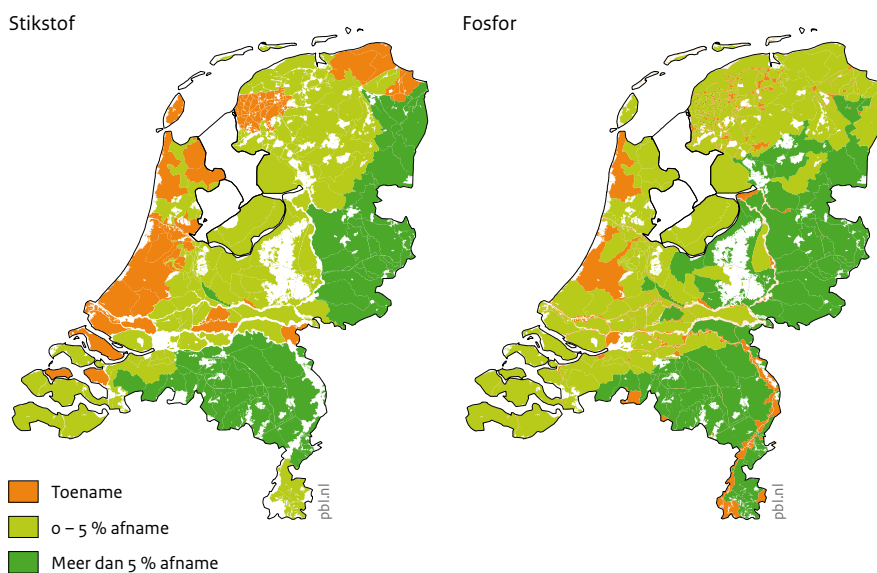 Stikstof
Fosfor
pbl.nl
pbl.nl
Toename
0 – 5 % afname
Meer dan 5 % afname